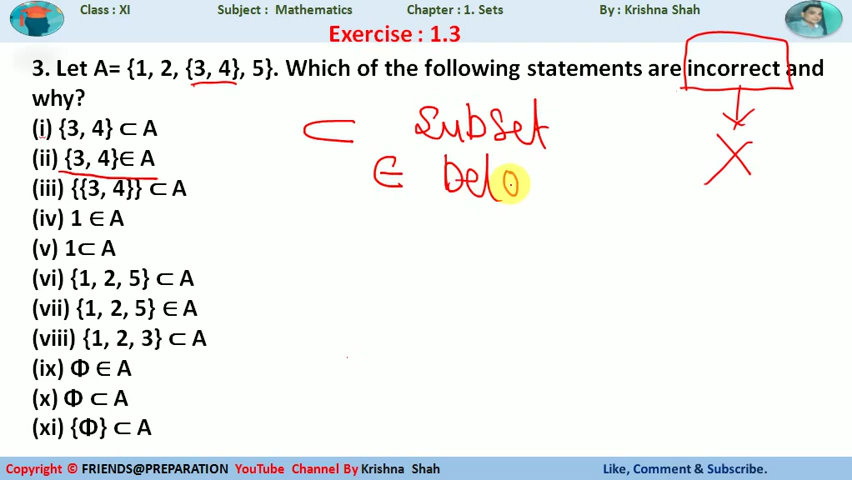 Class : XI Subject : Mathematics Chapter : 1. Sets By : Krishna Shah
Exercise : 1.3
3. Let A= {1, 2, {3, 4}, 5}. Which of the following statements are incorrect and
why?
(i) {3, 4} ⊂ A
⊂ Subset
(ii) {3, 4}∈ A
∈ Belo
(iii) {{3, 4}} ⊂ A
(iv) 1 ∈ A
(v) 1⊂ A
(vi) {1, 2, 5} ⊂ A
(vii) {1, 2, 5} ∈ A
(viii) {1, 2, 3} ⊂ A
(ix) Φ ∈ A
(x) Φ ⊂ A
(xi) {Φ} ⊂ A
Copyright © FRIENDS@PREPARATION YouTube Channel By Krishna Shah Like, Comment & Subscribe.